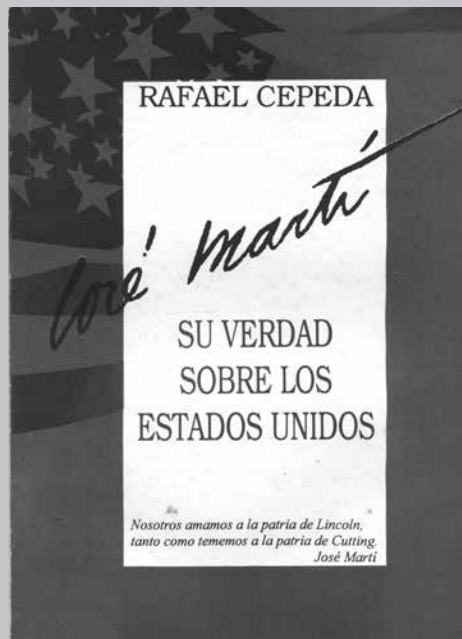 RAFAEL CEPEDA
José Martí
SU VERDAD
SOBRE LOS
ESTADOS UNIDOS
Nosotros amamos a la patria de Lincoln,
tanto como tememos a la patria de Cutting.
José Martí